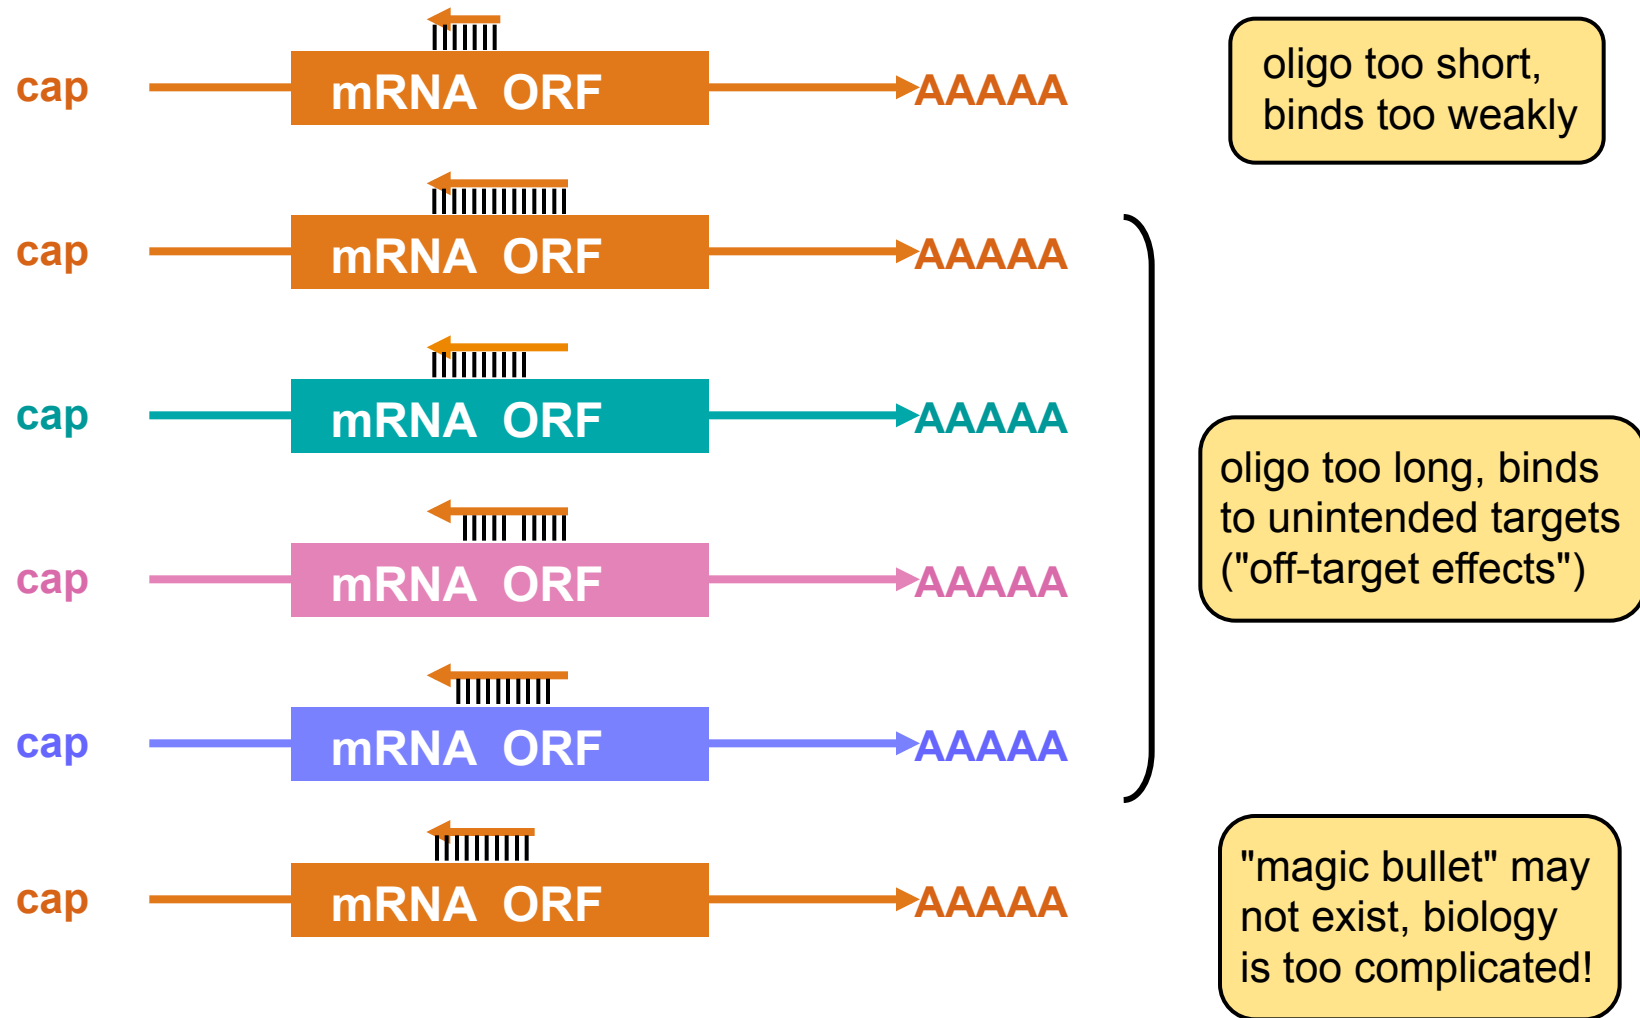 cap mRNA ORF AAAAA
oligo too short,
binds too weakly
cap mRNA ORF AAAAA
cap mRNA ORF AAAAA
oligo too long, binds
to unintended targets
("off-target effects")
cap mRNA ORF AAAAA
cap mRNA ORF AAAAA
cap mRNA ORF AAAAA
"magic bullet" may
not exist, biology
is too complicated!